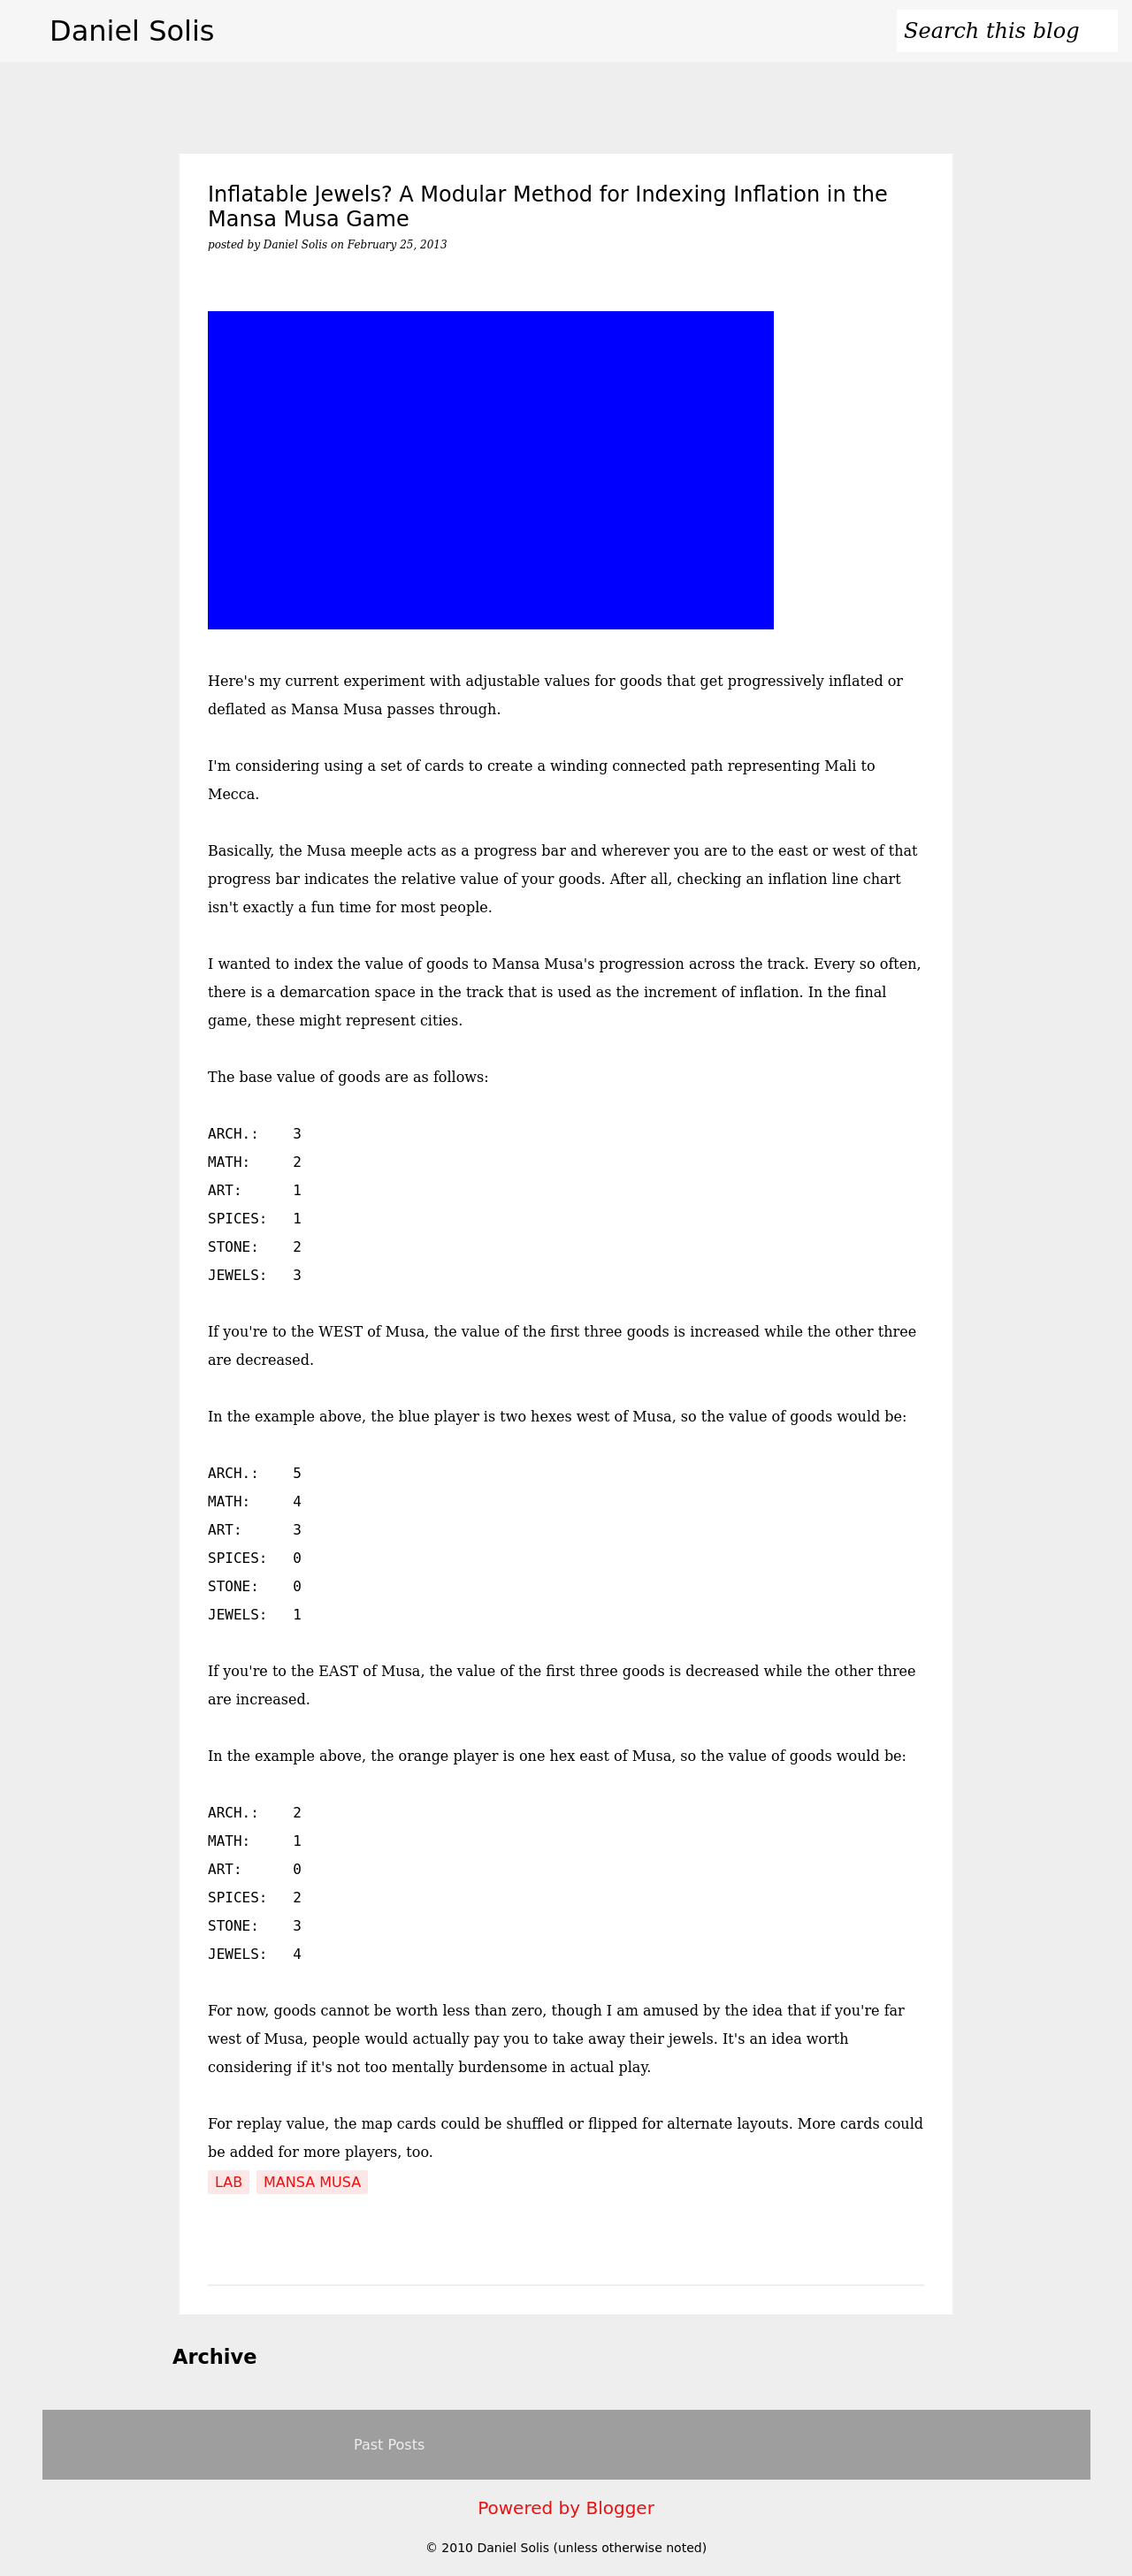 Daniel Solis
Search this blog
Inflatable Jewels? A Modular Method for Indexing Inflation in the
Mansa Musa Game
posted by Daniel Solis on February 25, 2013
Here's my current experiment with adjustable values for goods that get progressively inflated or
deflated as Mansa Musa passes through.
I'm considering using a set of cards to create a winding connected path representing Mali to
Mecca.
Basically, the Musa meeple acts as a progress bar and wherever you are to the east or west of that
progress bar indicates the relative value of your goods. After all, checking an inflation line chart
isn't exactly a fun time for most people.
I wanted to index the value of goods to Mansa Musa's progression across the track. Every so often,
there is a demarcation space in the track that is used as the increment of inflation. In the final
game, these might represent cities.
The base value of goods are as follows:
ARCH.:    3
MATH:     2
ART:      1
SPICES:   1
STONE:    2
JEWELS:   3
If you're to the WEST of Musa, the value of the first three goods is increased while the other three
are decreased.
In the example above, the blue player is two hexes west of Musa, so the value of goods would be:
ARCH.:    5
MATH:     4
ART:      3
SPICES:   0
STONE:    0
JEWELS:   1
If you're to the EAST of Musa, the value of the first three goods is decreased while the other three
are increased.
In the example above, the orange player is one hex east of Musa, so the value of goods would be:
ARCH.:    2
MATH:     1
ART:      0
SPICES:   2
STONE:    3
JEWELS:   4
For now, goods cannot be worth less than zero, though I am amused by the idea that if you're far
west of Musa, people would actually pay you to take away their jewels. It's an idea worth
considering if it's not too mentally burdensome in actual play.
For replay value, the map cards could be shuffled or flipped for alternate layouts. More cards could
be added for more players, too.
LAB MANSA MUSA
Archive
Past Posts
Powered by Blogger
© 2010 Daniel Solis (unless otherwise noted)